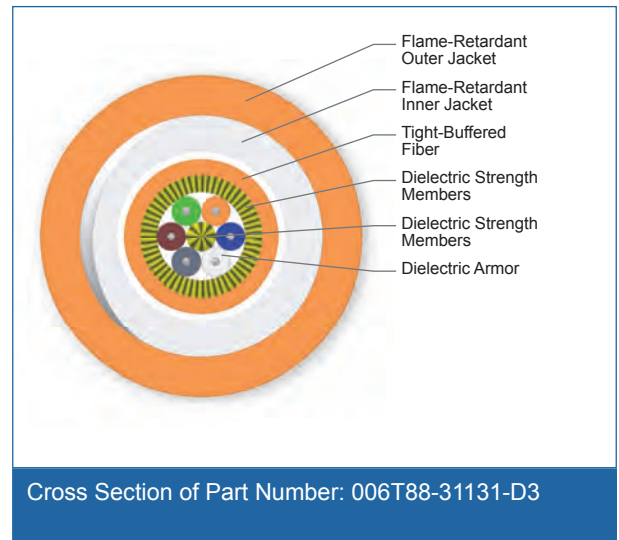 Flame-Retardant
Outer Jacket
Flame-Retardant
Inner Jacket
Tight-Buffered
Fiber
Dielectric Strength
Members
Dielectric Strength
Members
Dielectric Armor
Cross Section of Part Number: 006T88-31131-D3